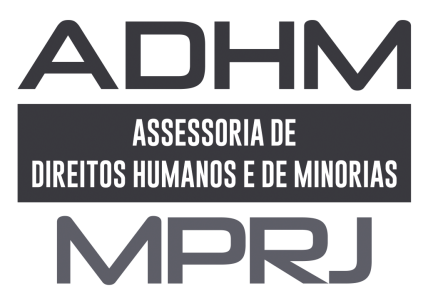 ADHM
ASSESSORIA DE
DIREITOS HUMANOS E DE MINORIAS
MPRJ